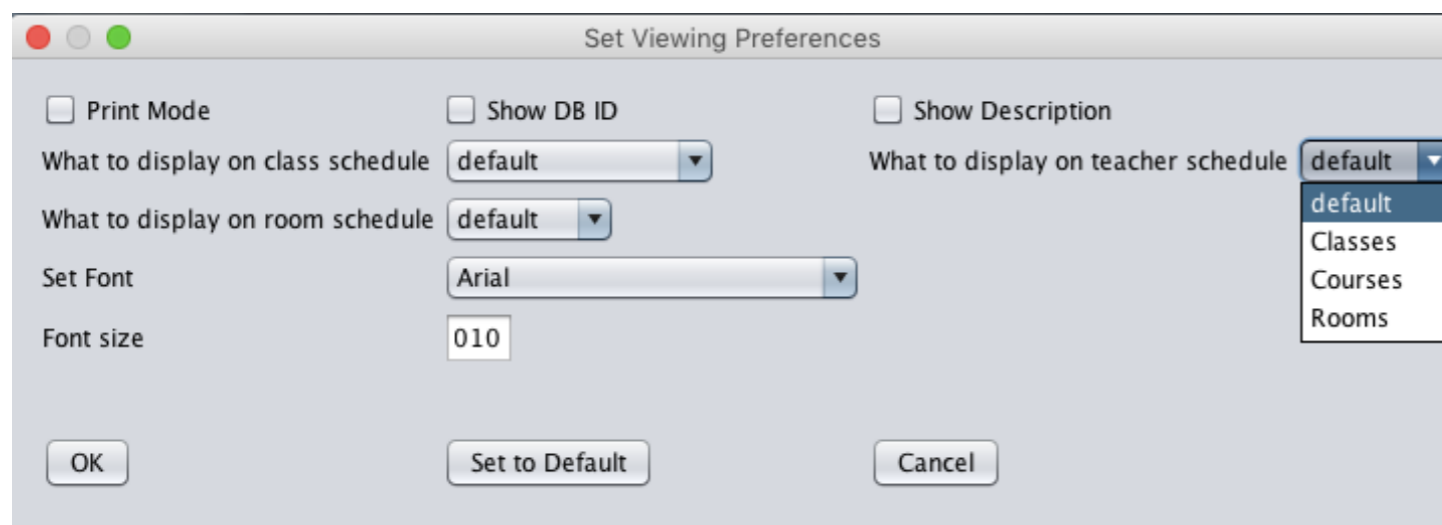 Set Viewing Preferences
Print Mode Show DB ID Show Description
What to display on class schedule default What to display on teacher schedule default
default
Classes
Courses
Rooms
What to display on room schedule default
Set Font Arial
Font size 010
OK Set to Default Cancel